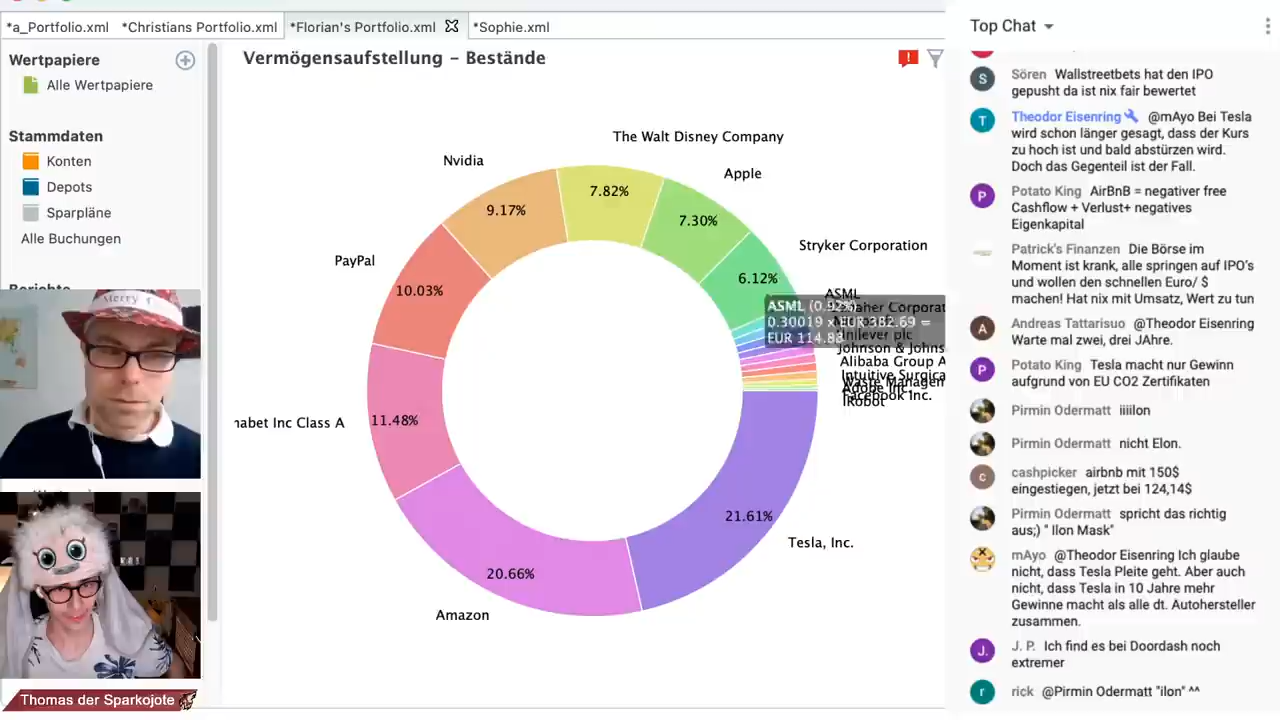 *a_Portfolio.xml
*Christians Portfolio.xml
*Florian's Portfolio.xml
*Sophie.xml
Wertpapiere
Alle Wertpapiere
Stammdaten
Konten
Depots
Sparpläne
Alle Buchungen
Merry
Thomas der Sparkojote
Vermögensaufstellung – Bestände
The Walt Disney Company
Nvidia
Apple
7.82%
9.17%
7.30%
Stryker Corporation
PayPal
6.12%
10.03%
ASML
ASML (0.92%)
0.30019 x EUR 382.69 =
EUR 114.88
Unilever plc
Johnson & Johns
Alibaba Group A
Intuitive Surgica
Waste Managem
Adobe Inc.
Facebook Inc.
iRobot
habet Inc Class A
11.48%
21.61%
Tesla, Inc.
20.66%
Amazon
Top Chat
S
Sören Wallstreetbets hat den IPO
gepusht da ist nix fair bewertet
T
Theodor Eisenring @mAyo Bei Tesla
wird schon länger gesagt, dass der Kurs
zu hoch ist und bald abstürzen wird.
Doch das Gegenteil ist der Fall.
P
Potato King AirBnB = negativer free
Cashflow + Verlust+ negatives
Eigenkapital
Patrick's Finanzen Die Börse im
Moment ist krank, alle springen auf IPO's
und wollen den schnellen Euro/ $
machen! Hat nix mit Umsatz, Wert zu tun
A
Andreas Tattarisuo @Theodor Eisenring
Warte mal zwei, drei JAhre.
P
Potato King Tesla macht nur Gewinn
aufgrund von EU CO2 Zertifikaten
Pirmin Odermatt iiiilon
Pirmin Odermatt nicht Elon.
c
cashpicker airbnb mit 150$
eingestiegen, jetzt bei 124,14$
Pirmin Odermatt spricht das richtig
aus;) " Ilon Mask"
mAyo @Theodor Eisenring Ich glaube
nicht, dass Tesla Pleite geht. Aber auch
nicht, dass Tesla in 10 Jahre mehr
Gewinne macht als alle dt. Autohersteller
zusammen.
J.
J. P. Ich find es bei Doordash noch
extremer
r
rick @Pirmin Odermatt "ilon" ^^